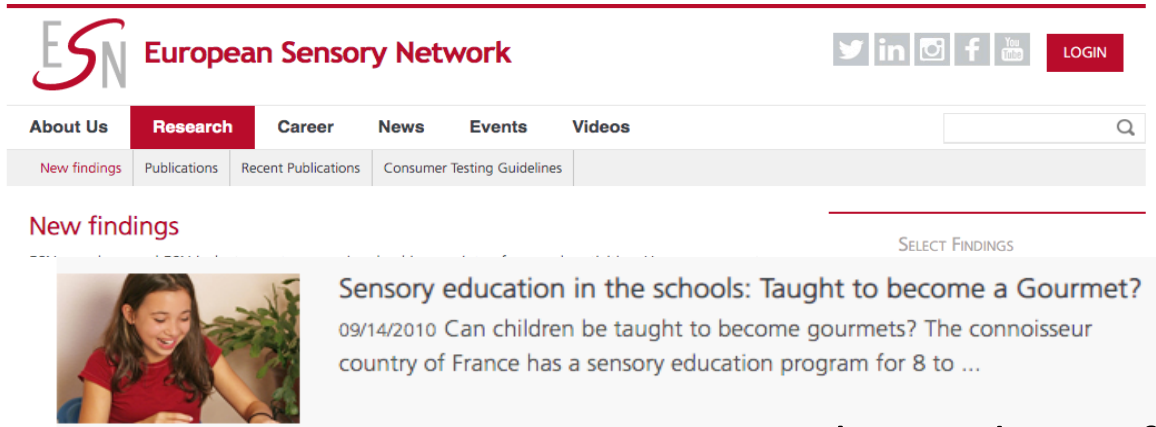 ESN European Sensory Network
You
Tube
LOGIN
About Us Research Career News Events Videos
New findings Publications Recent Publications Consumer Testing Guidelines
New findings
SELECT FINDINGS
Sensory education in the schools: Taught to become a Gourmet?
09/14/2010 Can children be taught to become gourmets? The connoisseur
country of France has a sensory education program for 8 to ...